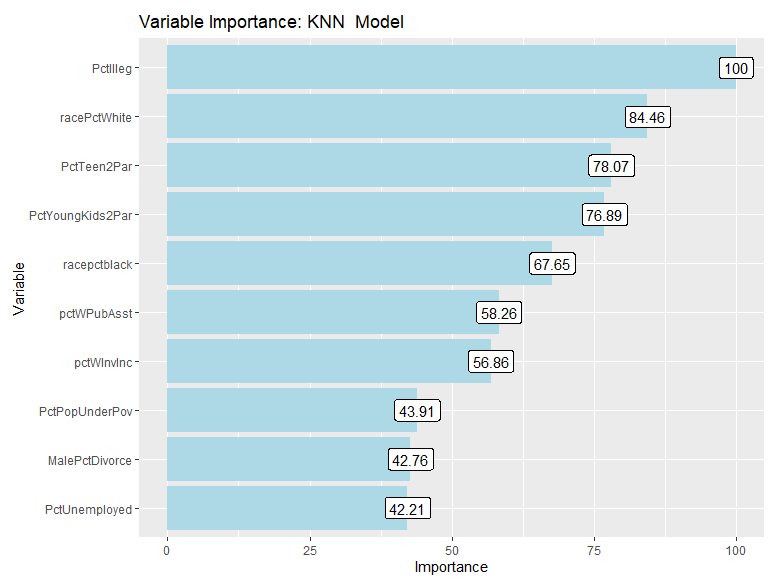 Variable Importance: KNN  Model
PctIlleg
100
racePctWhite
84.46
PctTeen2Par
78.07
PctYoungKids2Par
76.89
racepctblack
67.65
pctWPubAsst
58.26
pctWInvInc
56.86
PctPopUnderPov
43.91
MalePctDivorce
42.76
PctUnemployed
42.21
Variable
0 25 50 75 100
Importance